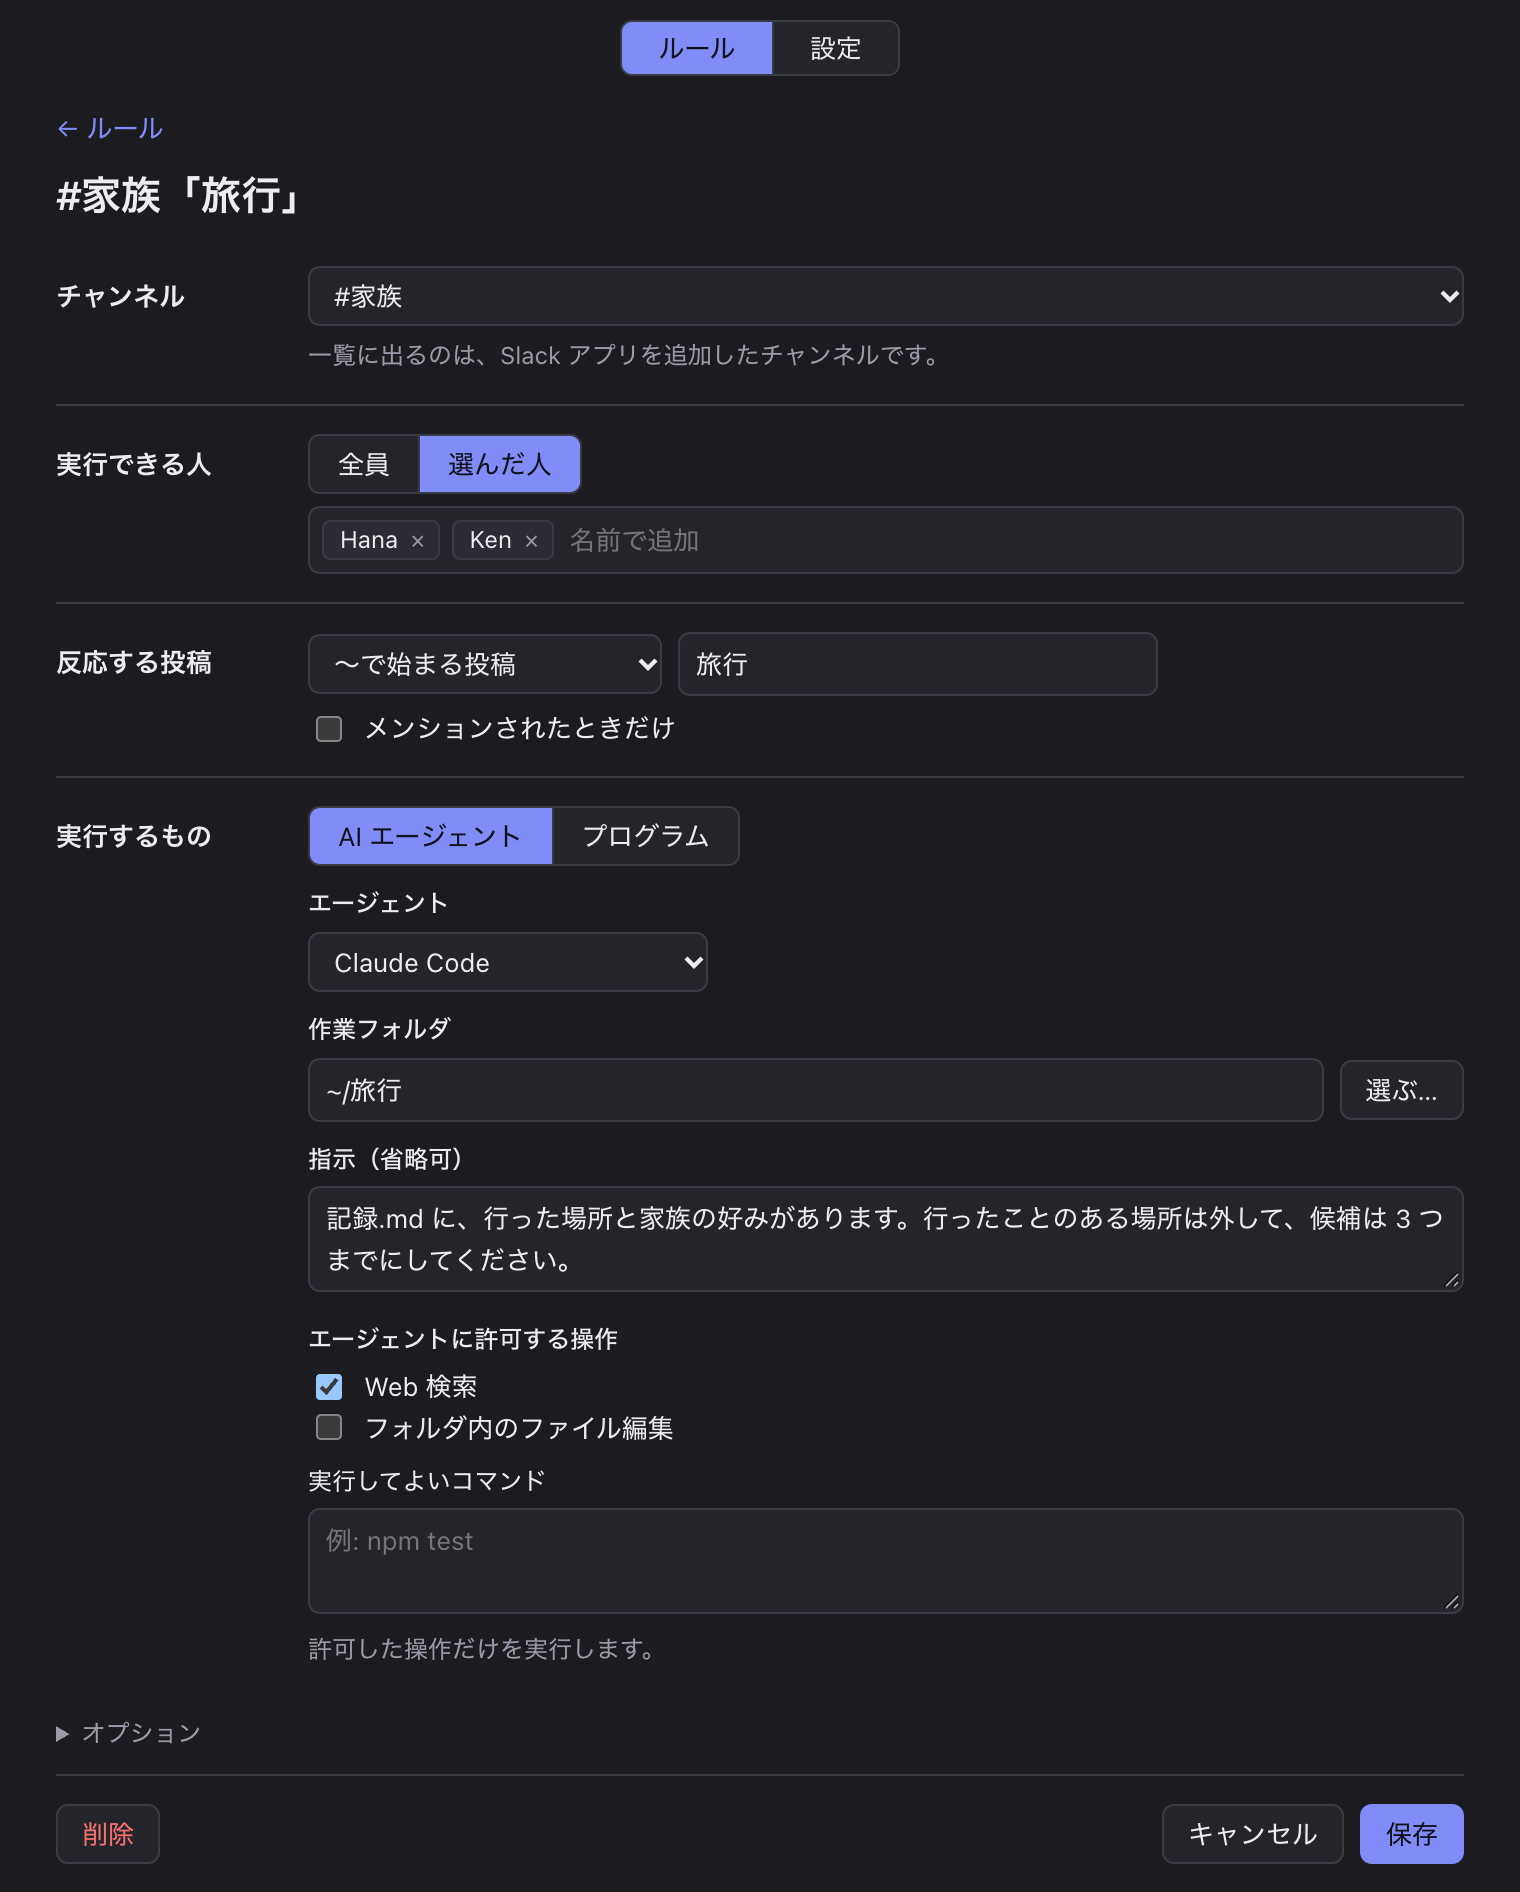 ルール 設定
← ルール
#家族「旅行」
チャンネル
#家族
一覧に出るのは、Slack アプリを追加したチャンネルです。
実行できる人
全員 選んだ人
Hana × Ken × 名前で追加
反応する投稿
〜で始まる投稿 旅行
メンションされたときだけ
実行するもの
AI エージェント プログラム
エージェント
Claude Code
作業フォルダ
~/旅行 選ぶ...
指示（省略可）
記録.md に、行った場所と家族の好みがあります。行ったことのある場所は外して、候補は 3 つ
までにしてください。
エージェントに許可する操作
Web 検索
フォルダ内のファイル編集
実行してよいコマンド
例: npm test
許可した操作だけを実行します。
▶ オプション
削除 キャンセル 保存